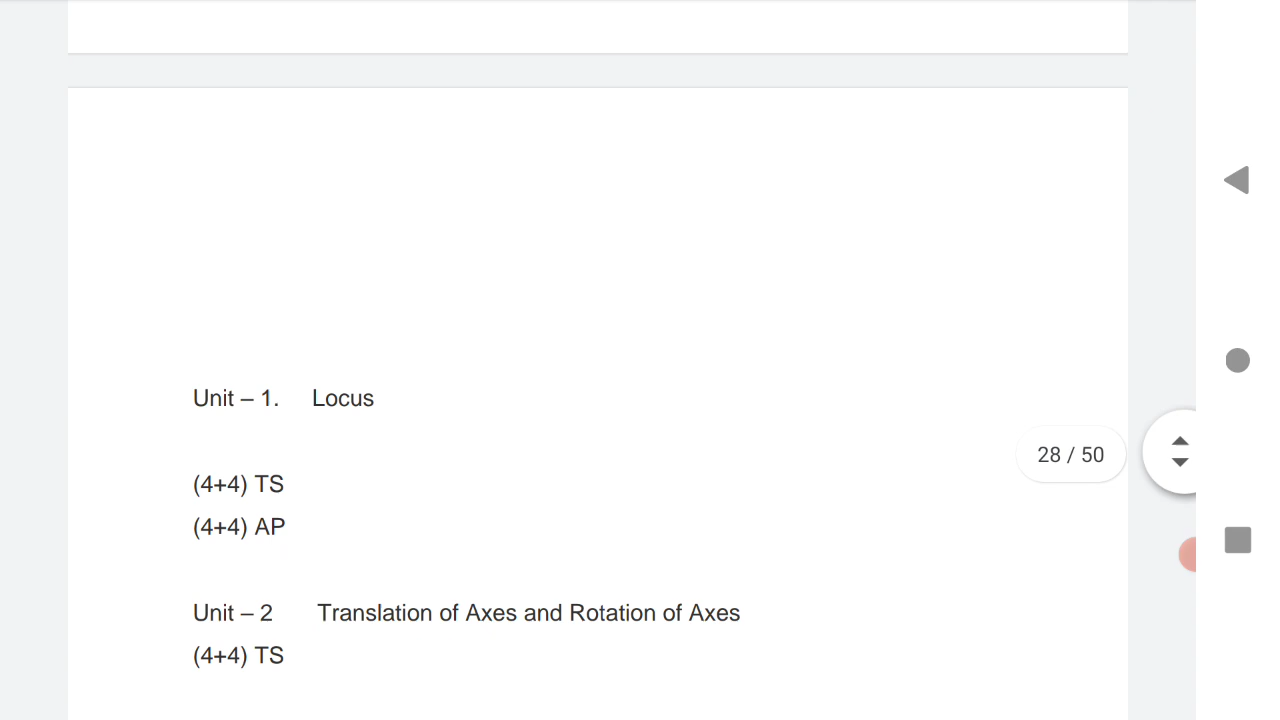 Unit – 1. Locus
(4+4) TS
28 / 50
(4+4) AP
Unit – 2 Translation of Axes and Rotation of Axes
(4+4) TS